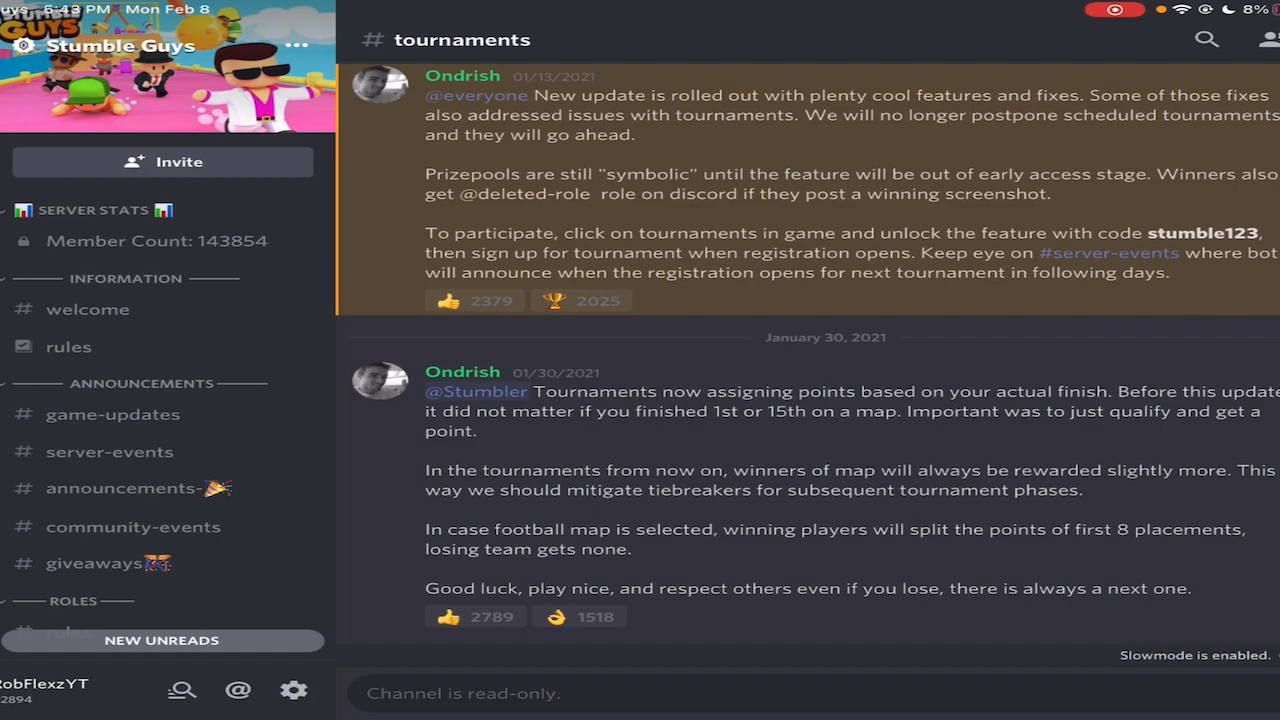 uys 5:43 PM Mon Feb 8
8%
STUMBLE GUYS
Stumble Guys
Invite
SERVER STATS
Member Count: 143854
INFORMATION
# welcome
rules
ANNOUNCEMENTS
# game-updates
# server-events
# announcements-🎉
# community-events
# giveaways🎊
ROLES
NEW UNREADS
obFlexzYT
2894
# tournaments
Ondrish 01/13/2021
@everyone New update is rolled out with plenty cool features and fixes. Some of those fixes
also addressed issues with tournaments. We will no longer postpone scheduled tournaments
and they will go ahead.
Prizepools are still "symbolic" until the feature will be out of early access stage. Winners also
get @deleted-role role on discord if they post a winning screenshot.
To participate, click on tournaments in game and unlock the feature with code stumble123,
then sign up for tournament when registration opens. Keep eye on #server-events where bot
will announce when the registration opens for next tournament in following days.
👍 2379 🏆 2025
January 30, 2021
Ondrish 01/30/2021
@Stumbler Tournaments now assigning points based on your actual finish. Before this update
it did not matter if you finished 1st or 15th on a map. Important was to just qualify and get a
point.
In the tournaments from now on, winners of map will always be rewarded slightly more. This
way we should mitigate tiebreakers for subsequent tournament phases.
In case football map is selected, winning players will split the points of first 8 placements,
losing team gets none.
Good luck, play nice, and respect others even if you lose, there is always a next one.
👍 2789 👌 1518
Slowmode is enabled.
Channel is read-only.